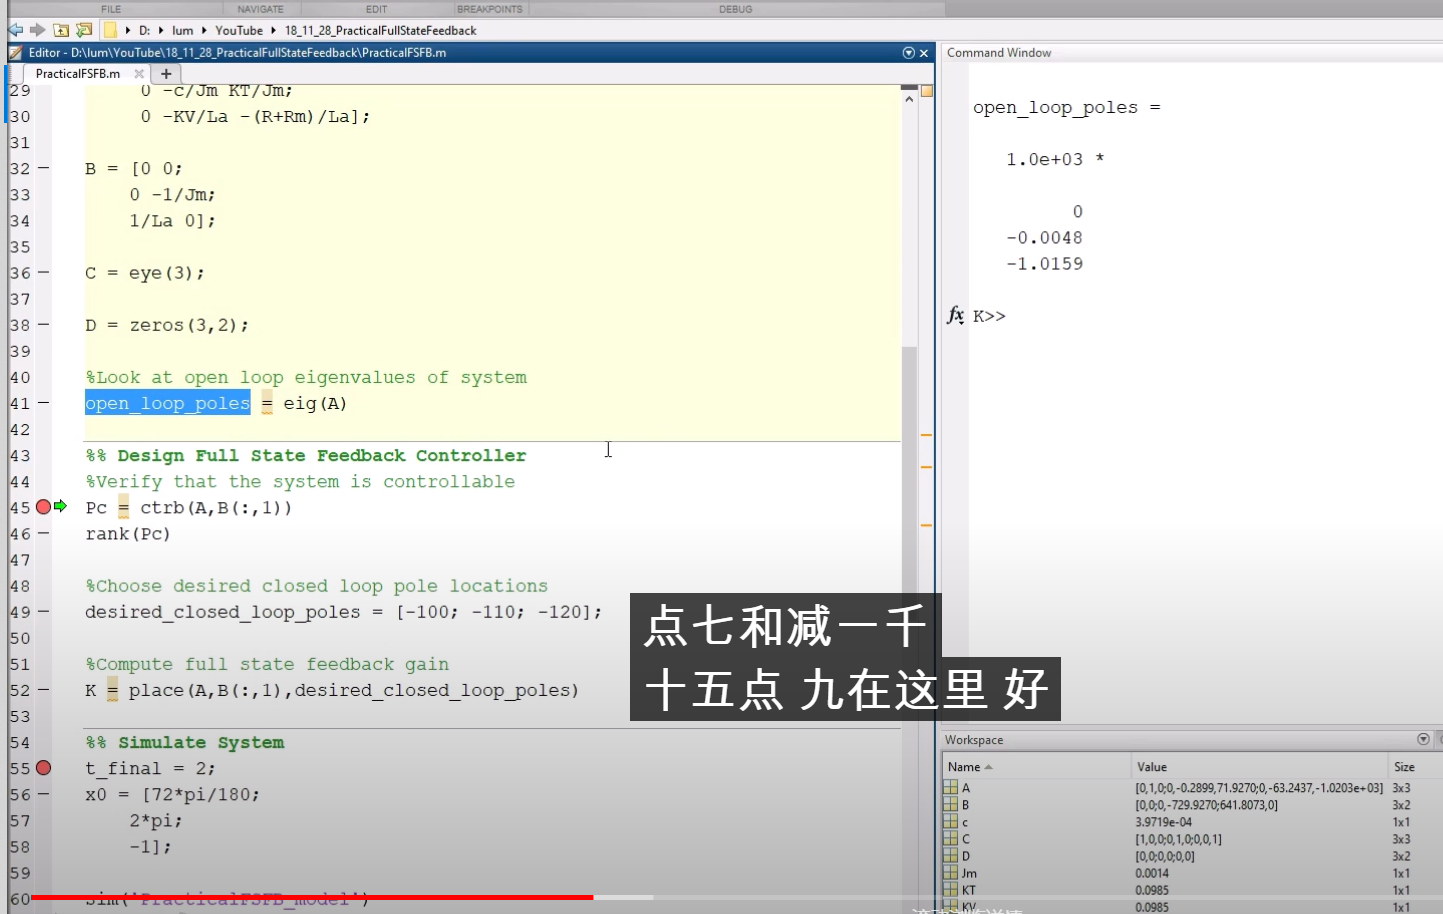 FILE NAVIGATE EDIT BREAKPOINTS DEBUG
D: lum YouTube 18_11_28_PracticalFullStateFeedback
Editor - D:\lum\YouTube\18_11_28_PracticalFullStateFeedback\PracticalFSFB.m
PracticalFSFB.m × +
29 0 -c/Jm KT/Jm;
30 0 -KV/La -(R+Rm)/La];
31
32 B = [0 0;
33 0 -1/Jm;
34 1/La 0];
35
36 C = eye(3);
37
38 D = zeros(3,2);
39
40 %Look at open loop eigenvalues of system
41 open_loop_poles = eig(A)
42
43 %% Design Full State Feedback Controller
44 %Verify that the system is controllable
45 Pc = ctrb(A,B(:,1))
46 rank(Pc)
47
48 %Choose desired closed loop pole locations
49 desired_closed_loop_poles = [-100; -110; -120];
50
51 %Compute full state feedback gain
52 K = place(A,B(:,1),desired_closed_loop_poles)
53
54 %% Simulate System
55 t_final = 2;
56 x0 = [72*pi/180;
57 2*pi;
58 -1];
59
60 sim('PracticalFSFB_model')
Command Window
open_loop_poles =
1.0e+03 *
0
-0.0048
-1.0159
fx K>>
点七和减一千
十五点 九在这里 好
Workspace
Name Value Size
A [0,1,0;0,-0.2899,71.9270;0,-63.2437,-1.0203e+03] 3x3
B [0,0;0,-729.9270;641.8073,0] 3x2
c 3.9719e-04 1x1
C [1,0,0;0,1,0;0,0,1] 3x3
D [0,0;0,0;0,0] 3x2
Jm 0.0014 1x1
KT 0.0985 1x1
KV 0.0985 1x1